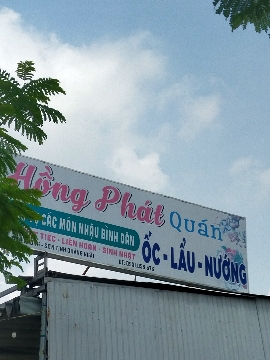 Hồng Phát Quán
CÁC MÓN NHẬU BÌNH DÂN
TIỆC - LIÊN HOAN - SINH NHẬT
ỐC - LẨU - NƯỚNG